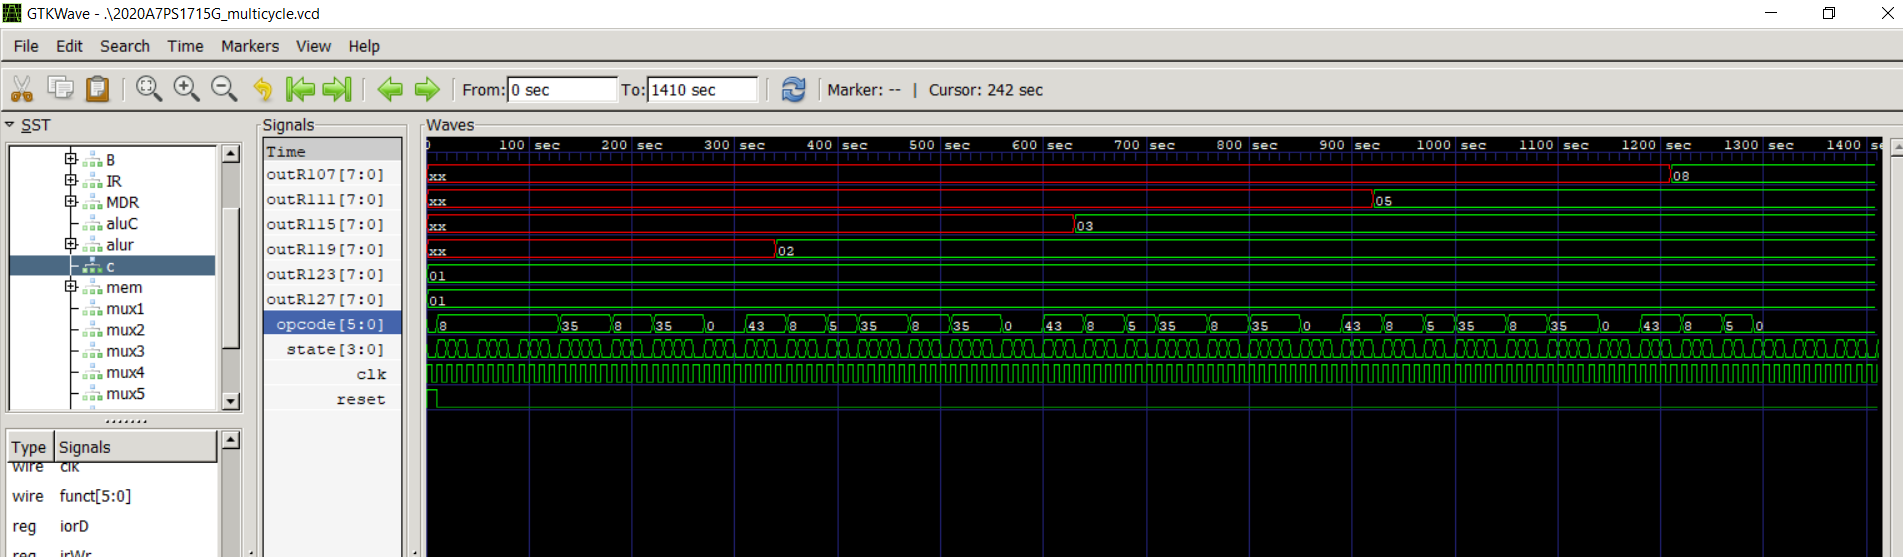 GTKWave - .\2020A7PS1715G_multicycle.vcd
File Edit Search Time Markers View Help
From: 0 sec To: 1410 sec Marker: -- | Cursor: 242 sec
SST
B
IR
MDR
aluC
alur
c
mem
mux1
mux2
mux3
mux4
mux5
Type Signals
wire clk
wire funct[5:0]
reg iorD
reg irWr
Signals
Time
outR107[7:0]
outR111[7:0]
outR115[7:0]
outR119[7:0]
outR123[7:0]
outR127[7:0]
opcode[5:0]
state[3:0]
clk
reset
Waves
0 100 sec 200 sec 300 sec 400 sec 500 sec 600 sec 700 sec 800 sec 900 sec 1000 sec 1100 sec 1200 sec 1300 sec 1400 se
xx 08
xx 05
xx 03
xx 02
01
01
8 35 8 35 0 43 8 5 35 8 35 0 43 8 5 35 8 35 0 43 8 5 35 8 35 0 43 8 5 0